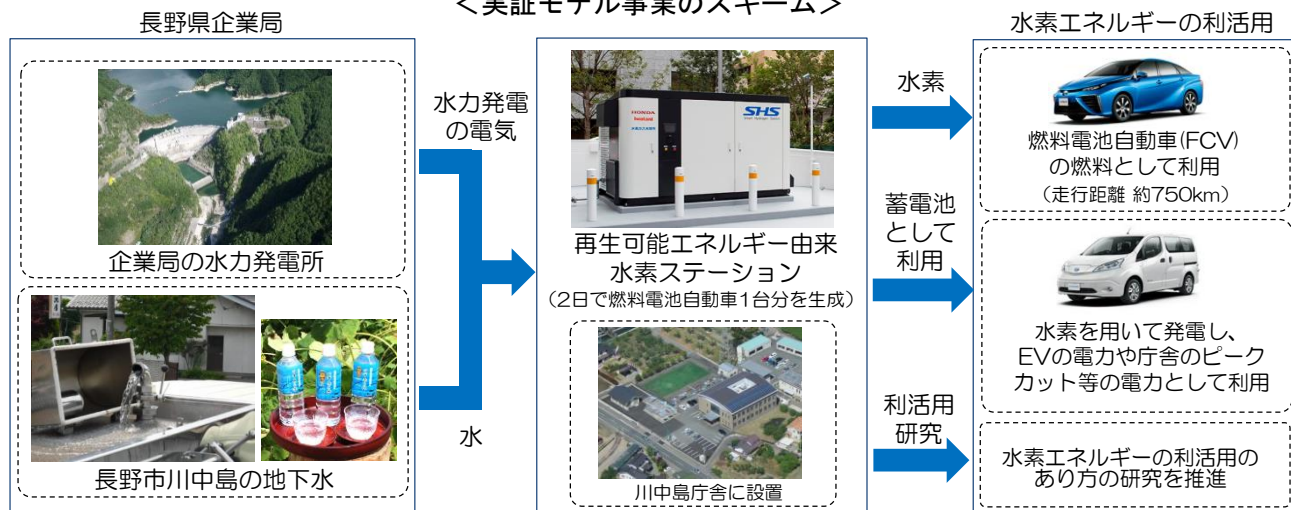 <実証モデル事業のスキーム>
長野県企業局
企業局の水力発電所
長野市川中島の地下水
水力発電
の電気
水
HONDA
SHS
再生可能エネルギー由来
水素ステーション
(2日で燃料電池自動車1台分を生成)
川中島庁舎に設置
水素
蓄電池
として
利用
利活用
研究
水素エネルギーの利活用
燃料電池自動車(FCV)
の燃料として利用
(走行距離 約750km)
水素を用いて発電し、
EVの電力や庁舎のピーク
カット等の電力として利用
水素エネルギーの利活用の
あり方の研究を推進